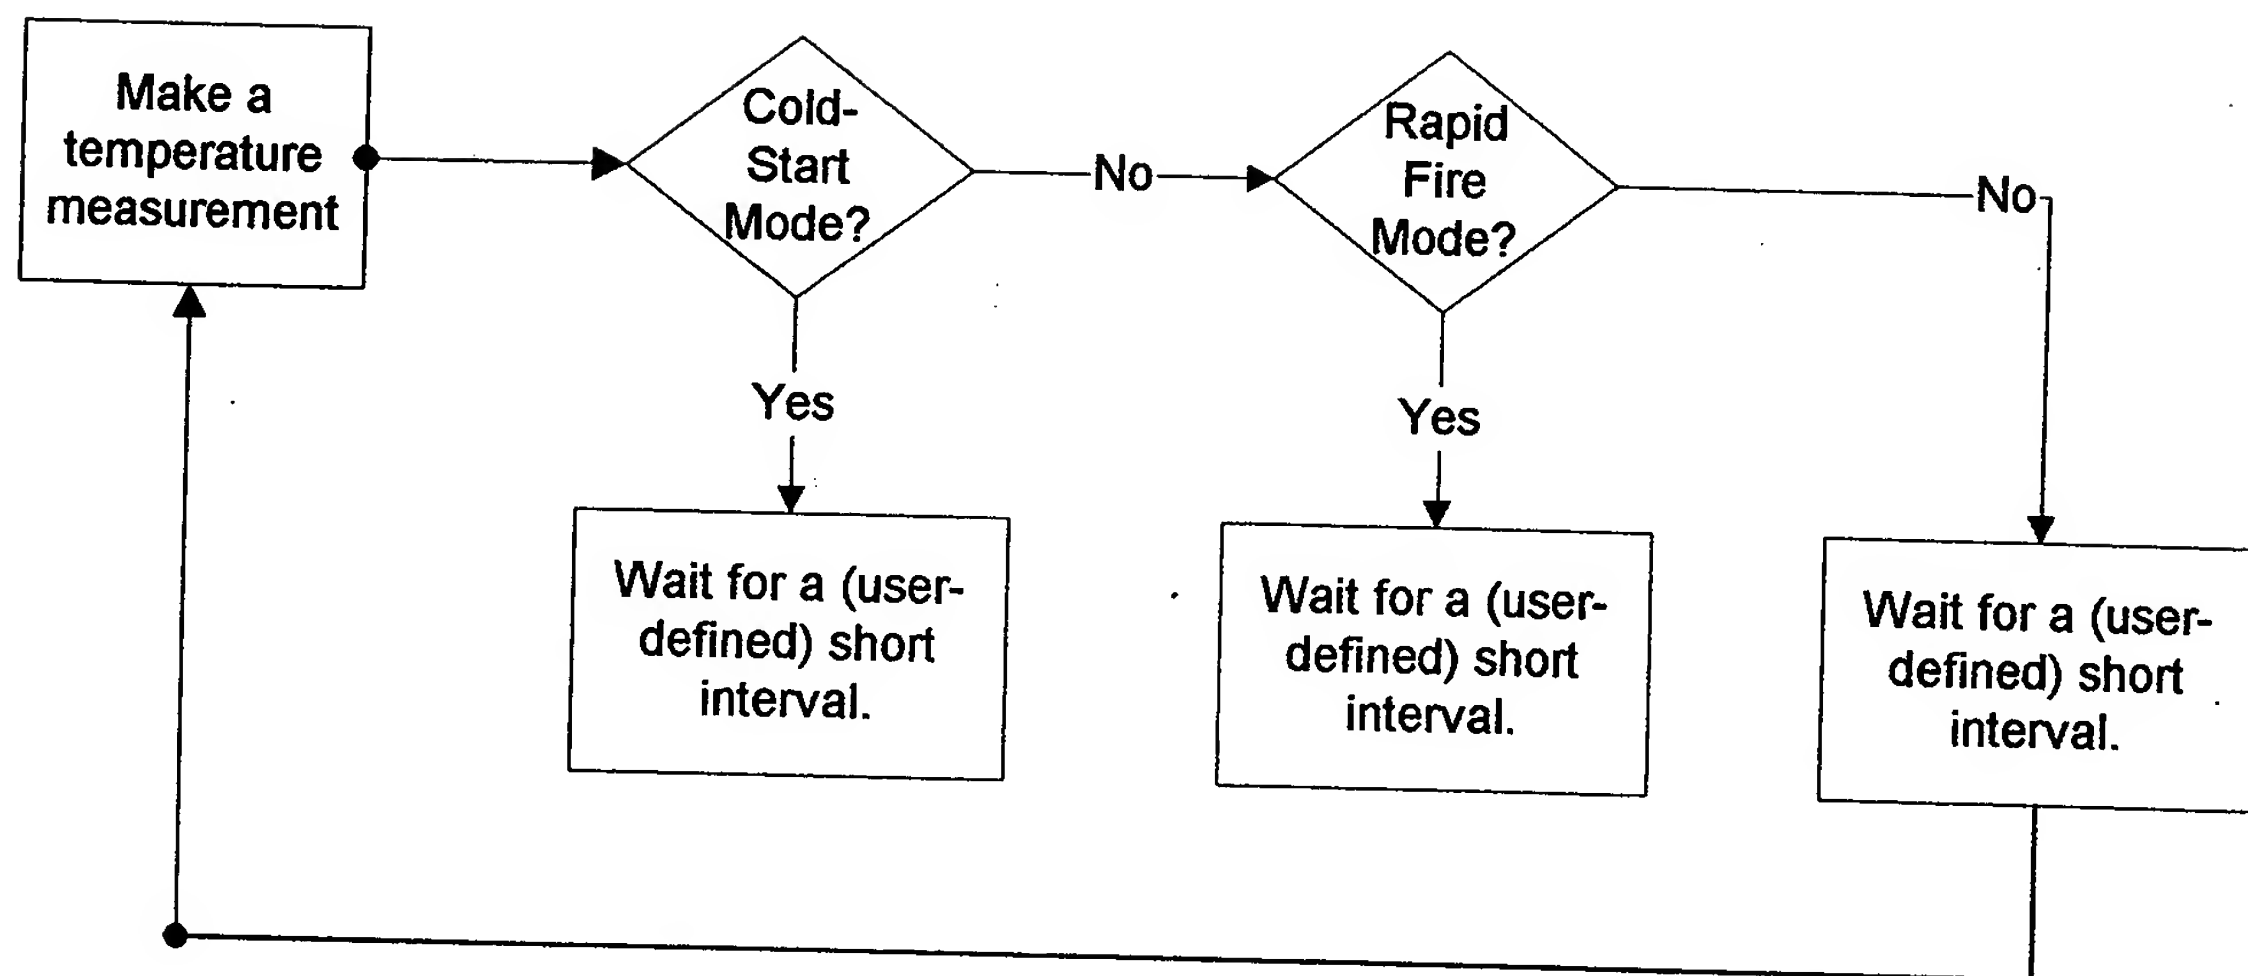 Make a
temperature
measurement
Cold-
Start
Mode?
No
Rapid
Fire
Mode?
No
Yes
Yes
Wait for a (user-
defined) short
interval.
Wait for a (user-
defined) short
interval.
Wait for a (user-
defined) short
interval.